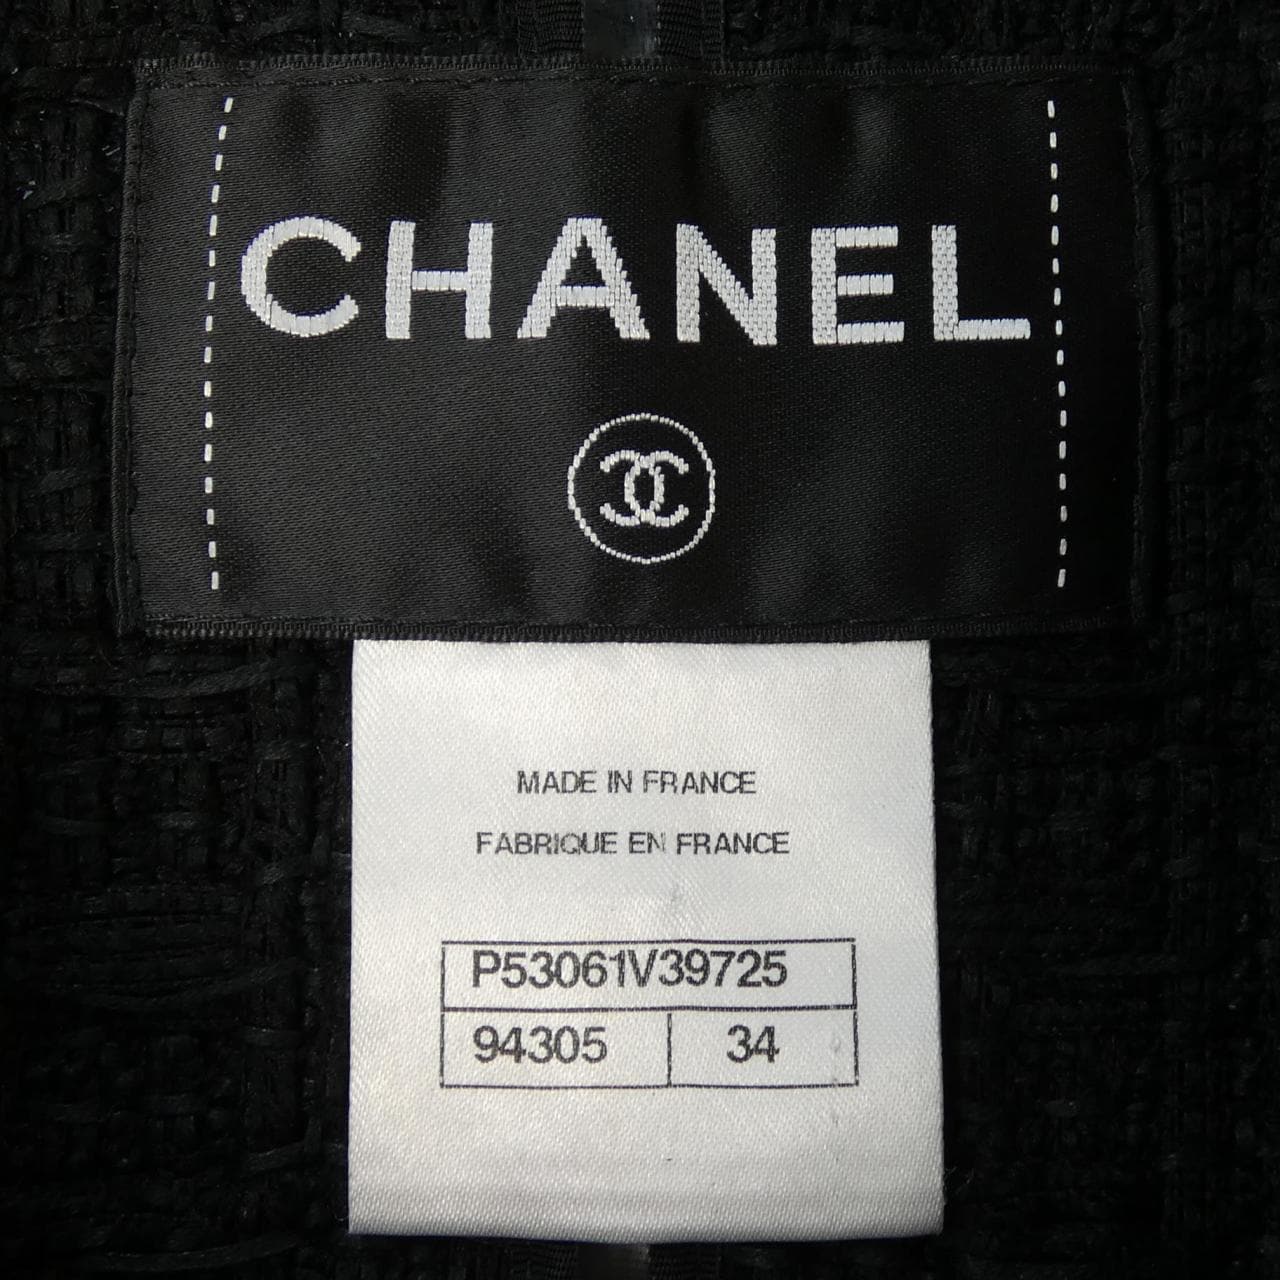 CHANEL
MADE IN FRANCE
FABRIQUE EN FRANCE
P53061V39725
94305 34